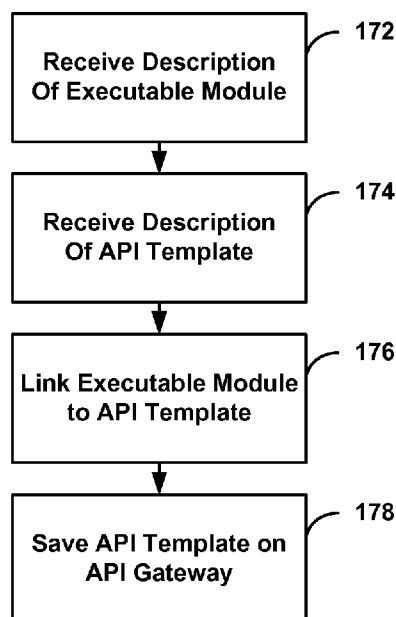 Receive Description
Of Executable Module
172
Receive Description
Of API Template
174
Link Executable Module
to API Template
176
Save API Template on
API Gateway
178